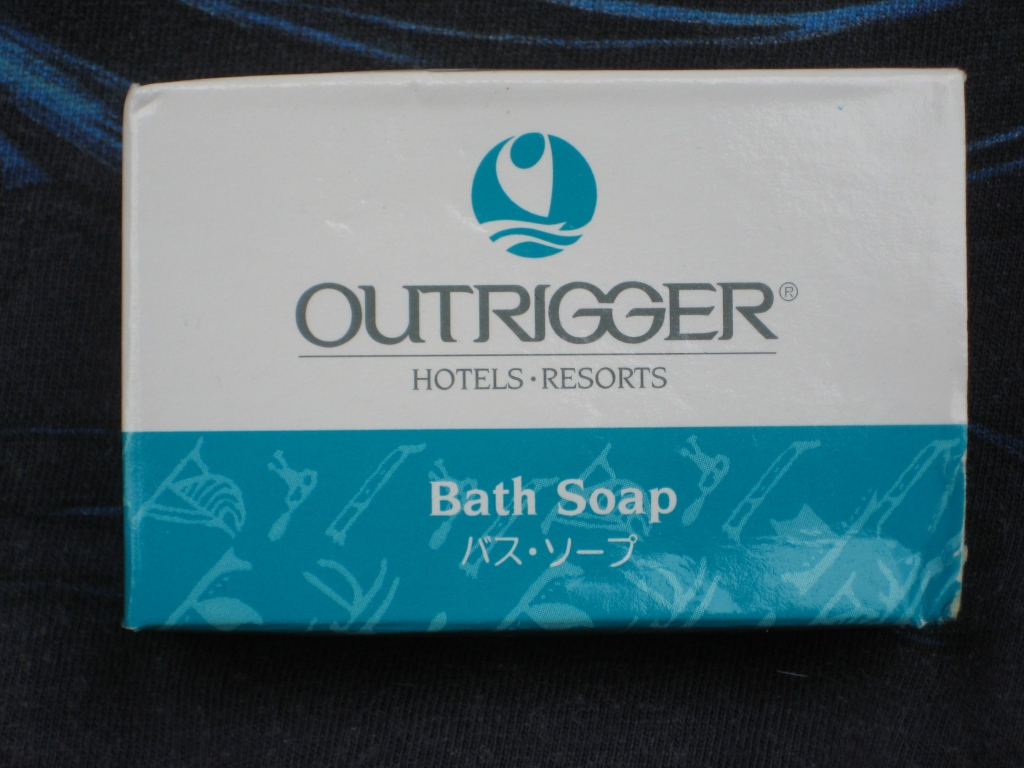 OUTRIGGER®
HOTELS · RESORTS
Bath Soap
バス・ソープ